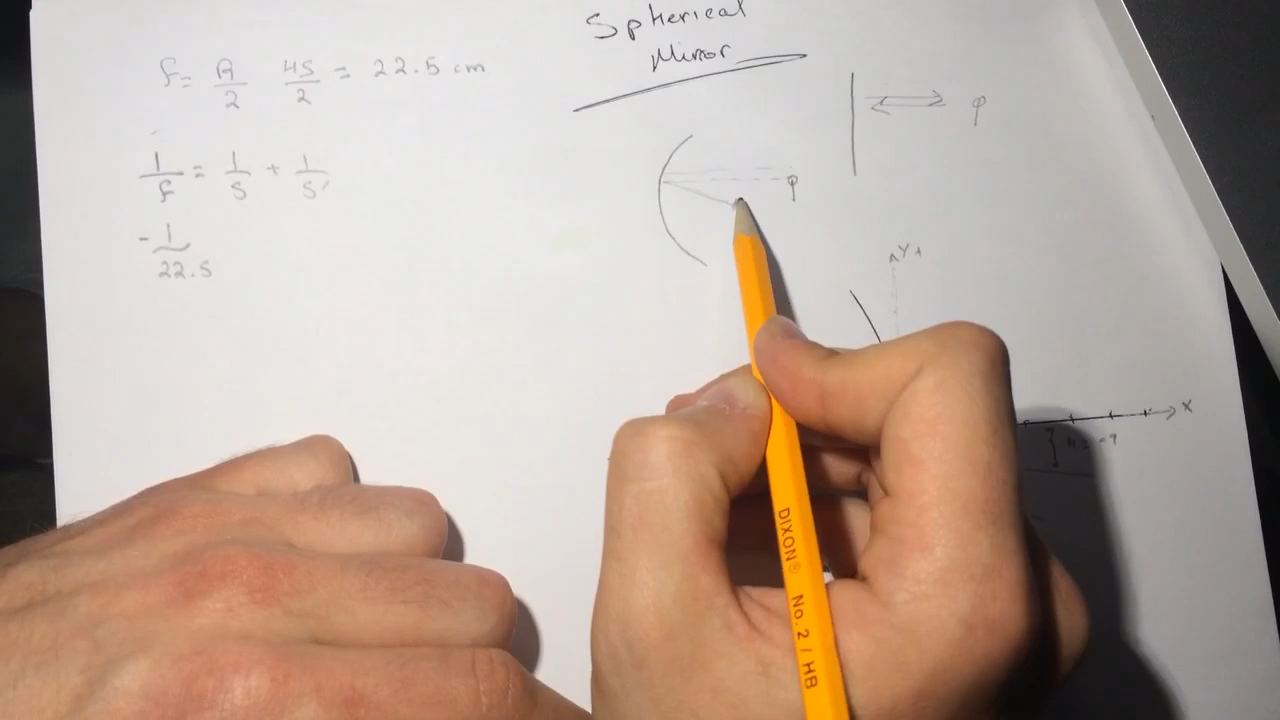 Spherical
Mirror
f = R/2 45/2 = 22.5 cm
1/f = 1/s + 1/s'
-1/22.5
Y+
X
DIXON® No. 2 / HB